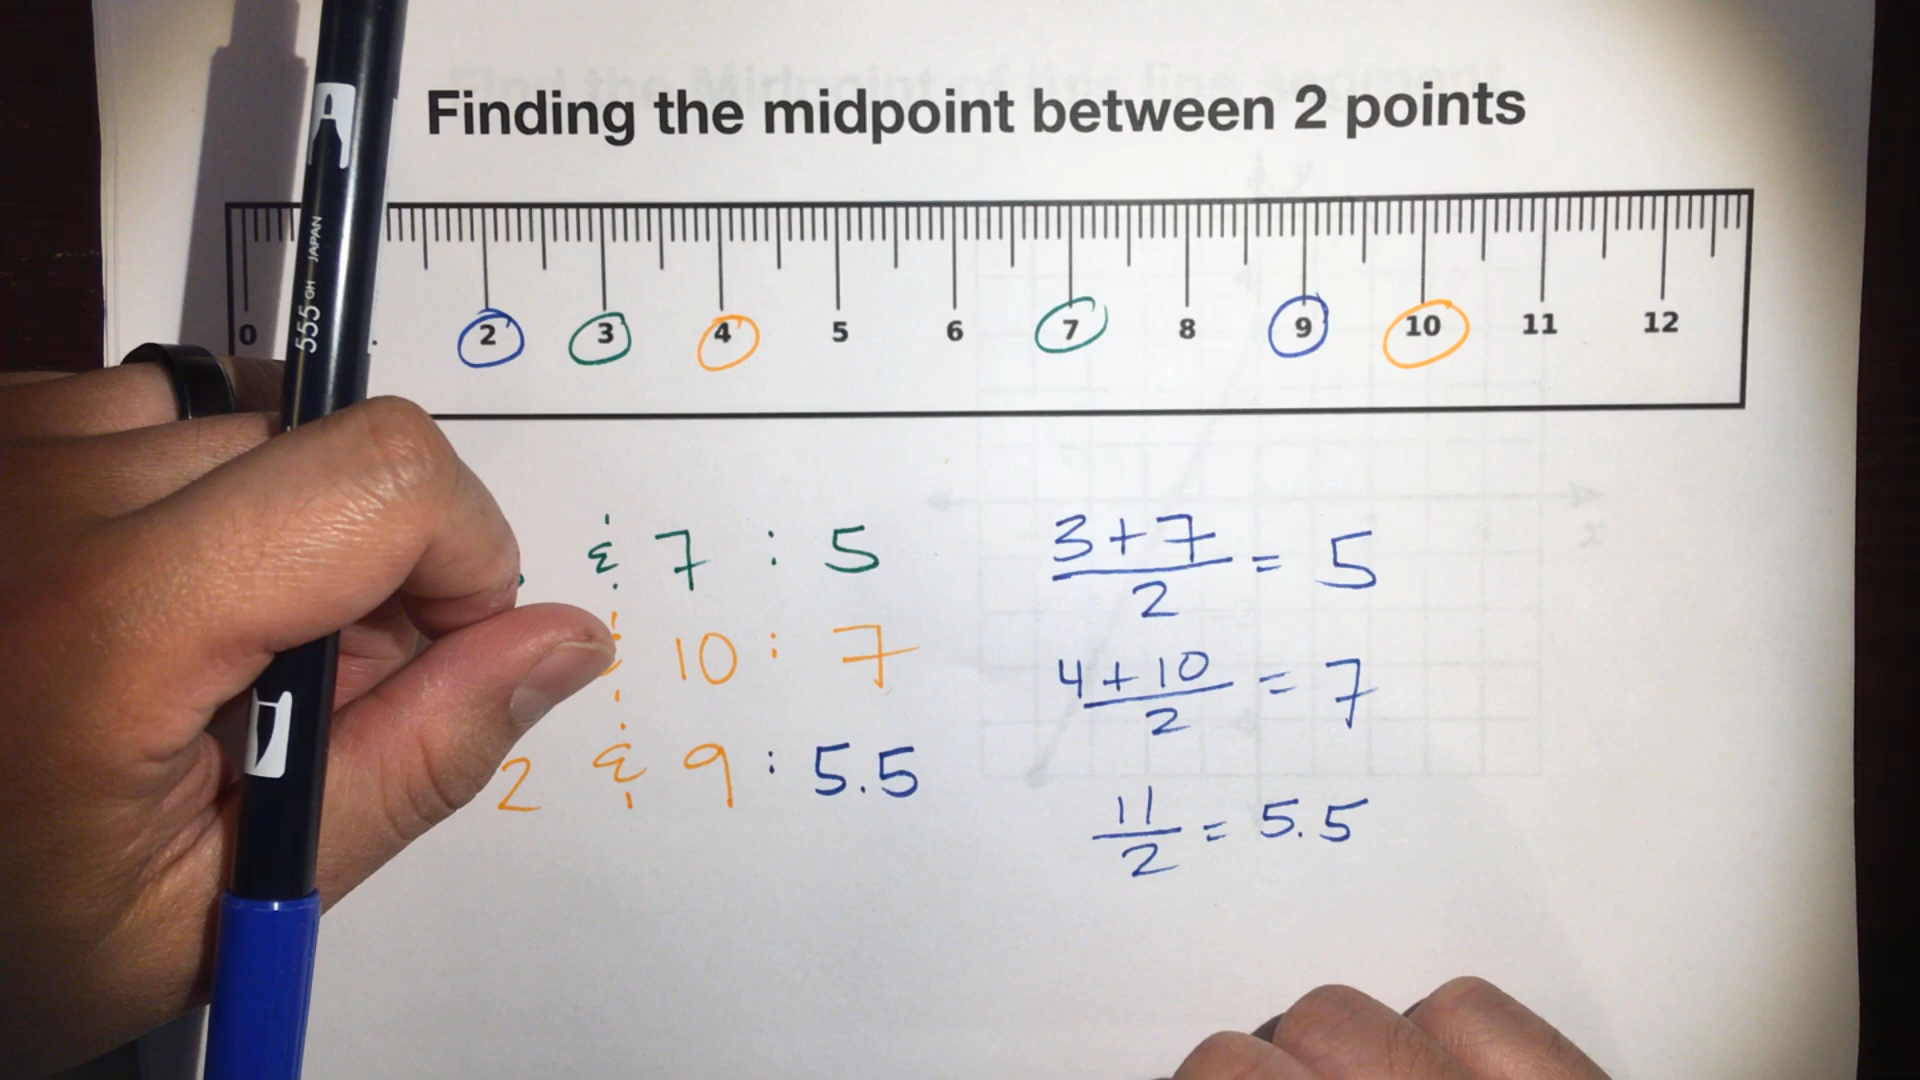 Finding the midpoint between 2 points
0 2 3 4 5 6 7 8 9 10 11 12
555 GH JAPAN
& 7 : 5
3+7/2 = 5
& 10 : 7
4+10/2 = 7
2 & 9 : 5.5
11/2 = 5.5